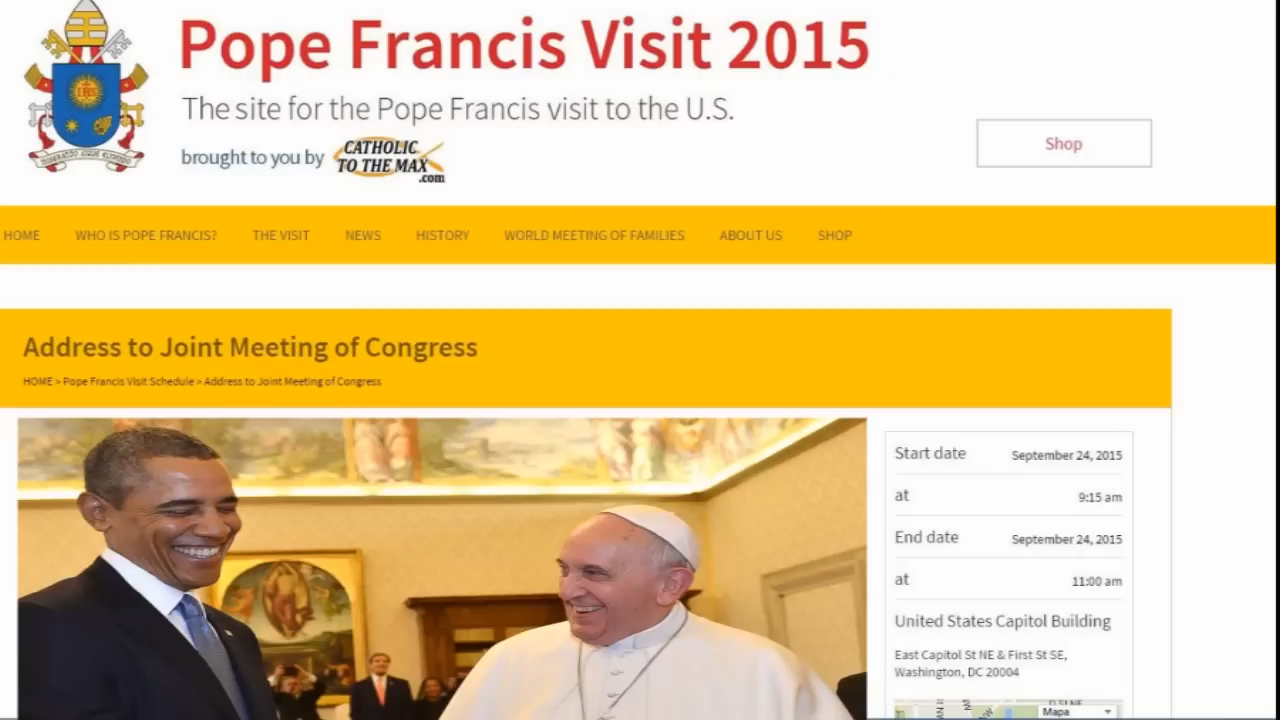 Pope Francis Visit 2015
The site for the Pope Francis visit to the U.S.
brought to you by CATHOLIC
TO THE MAX
.com
Shop
HOME WHO IS POPE FRANCIS? THE VISIT NEWS HISTORY WORLD MEETING OF FAMILIES ABOUT US SHOP
Address to Joint Meeting of Congress
HOME > Pope Francis Visit Schedule > Address to Joint Meeting of Congress
Start date September 24, 2015
at 9:15 am
End date September 24, 2015
at 11:00 am
United States Capitol Building
East Capitol St NE & First St SE,
Washington, DC 20004
Mapa